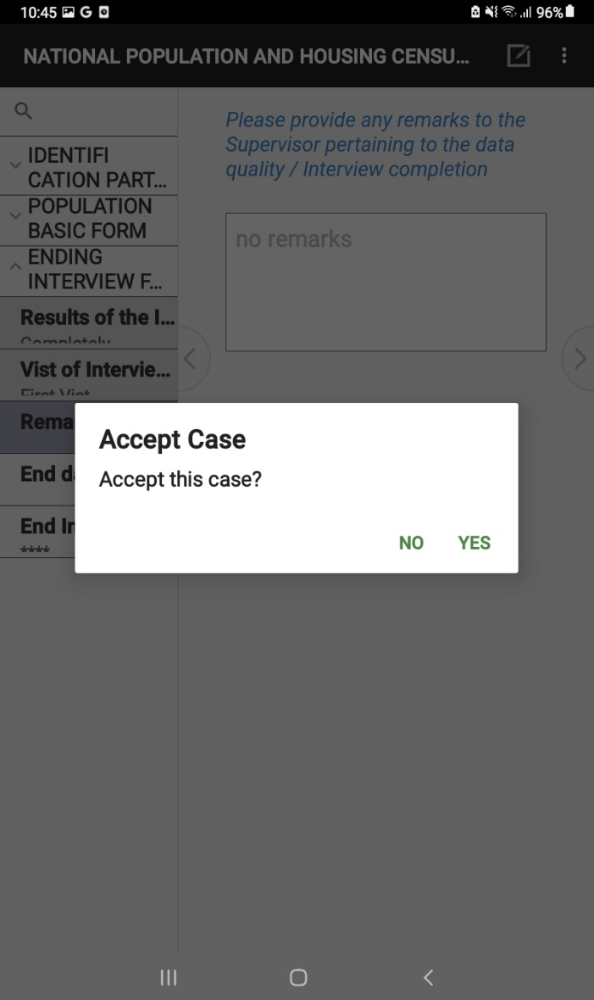 10:45
96%
NATIONAL POPULATION AND HOUSING CENSU...
IDENTIFI
CATION PART...
POPULATION
BASIC FORM
ENDING
INTERVIEW F...
Results of the I...
Completely
Vist of Intervie...
First Vist
Rema
End da
End In
****
Please provide any remarks to the
Supervisor pertaining to the data
quality / Interview completion
no remarks
Accept Case
Accept this case?
NO YES